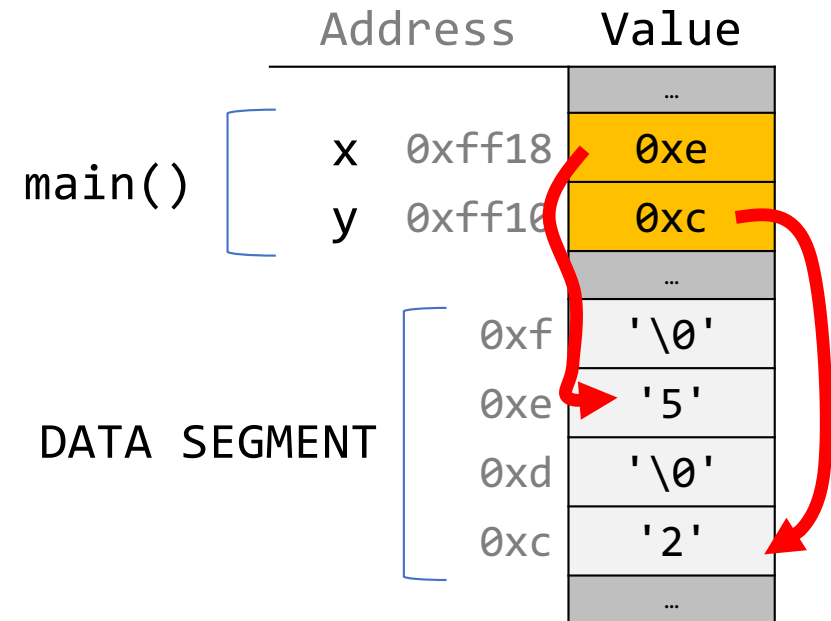 Address Value
…
x 0xff18 0xe
main()
y 0xff10 0xc
…
0xf '\0'
0xe '5'
DATA SEGMENT
0xd '\0'
0xc '2'
…